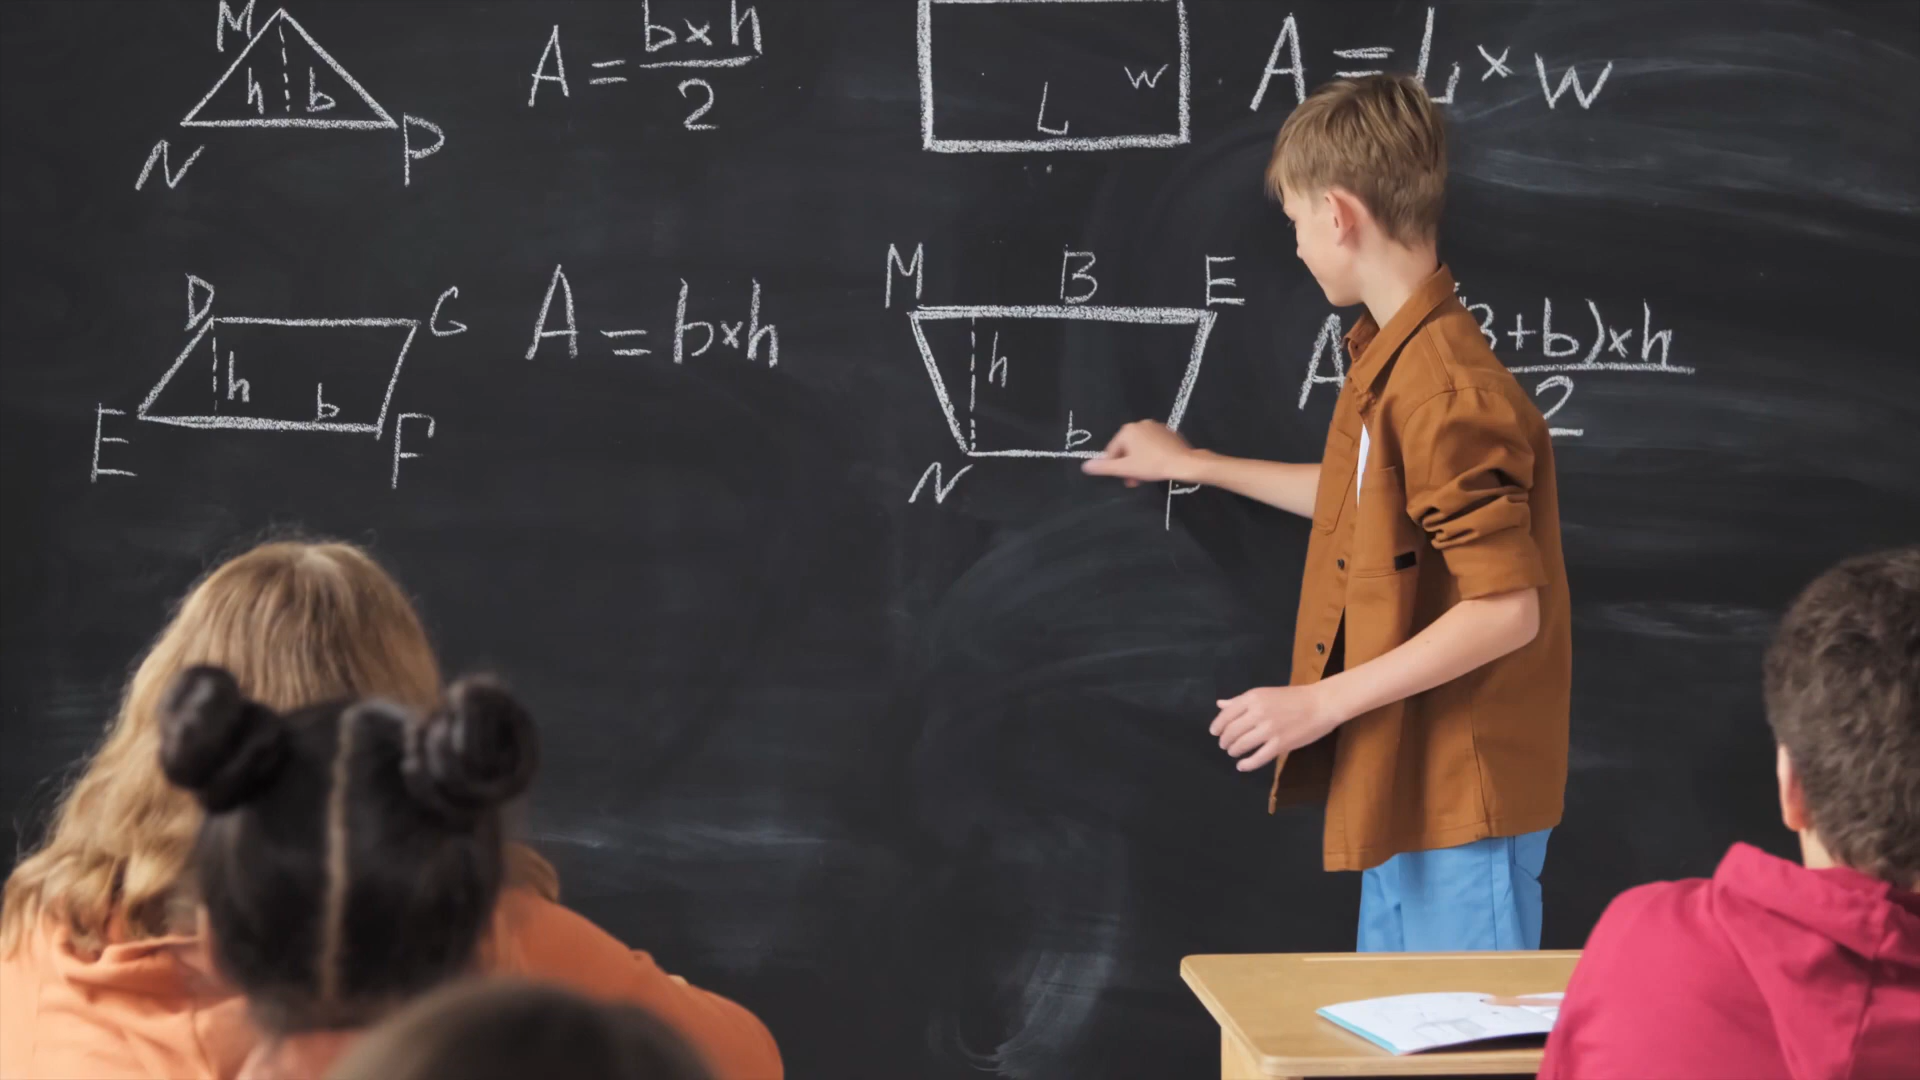 M
h b
N P
A = b×h
2
L w
A = L × w
D G
h b
E F
A = b×h
M B E
h b
N
A
+b)×h
2